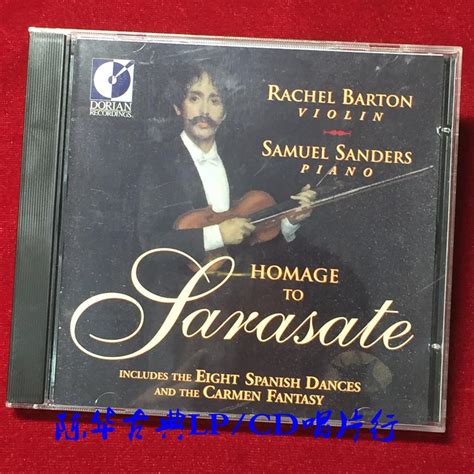 DORIAN
RECORDINGS
RACHEL BARTON
VIOLIN
SAMUEL SANDERS
PIANO
HOMAGE
TO
Sarasate
INCLUDES THE EIGHT SPANISH DANCES
AND THE CARMEN FANTASY
陈华古典LP/CD唱片行